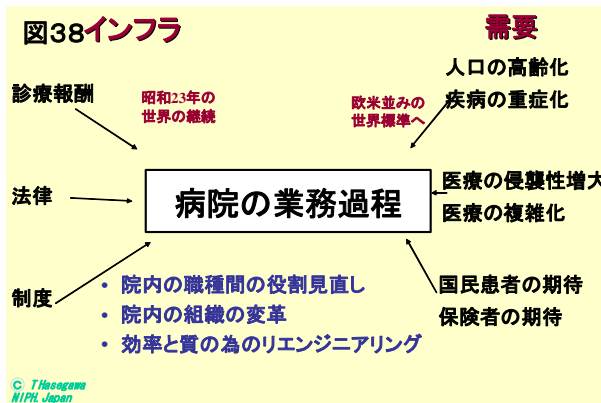 図38インフラ
需要
人口の高齢化
疾病の重症化
診療報酬
昭和23年の
世界の継続
欧米並みの
世界標準へ
法律
病院の業務過程
医療の侵襲性増大
医療の複雑化
制度
• 院内の職種間の役割見直し
• 院内の組織の変革
• 効率と質の為のリエンジニアリング
国民患者の期待
保険者の期待
© THasegawa
NIPH.Japan